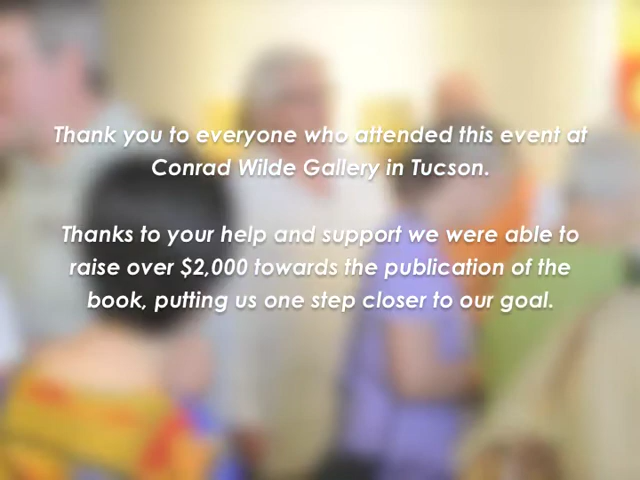 Thank you to everyone who attended this event at
Conrad Wilde Gallery in Tucson.
Thanks to your help and support we were able to
raise over $2,000 towards the publication of the
book, putting us one step closer to our goal.